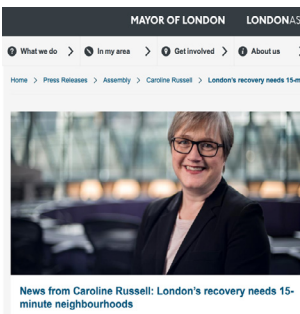 MAYOR OF LONDON LONDONAS
What we do In my area Get involved About us
Home > Press Releases > Assembly > Caroline Russell > London's recovery needs 15-m
News from Caroline Russell: London's recovery needs 15-
minute neighbourhoods